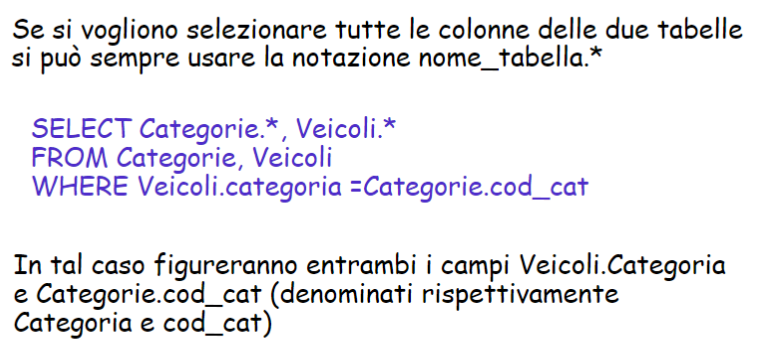 Se si vogliono selezionare tutte le colonne delle due tabelle
si può sempre usare la notazione nome_tabella.*
SELECT Categorie.*, Veicoli.*
FROM Categorie, Veicoli
WHERE Veicoli.categoria =Categorie.cod_cat
In tal caso figureranno entrambi i campi Veicoli.Categoria
e Categorie.cod_cat (denominati rispettivamente
Categoria e cod_cat)